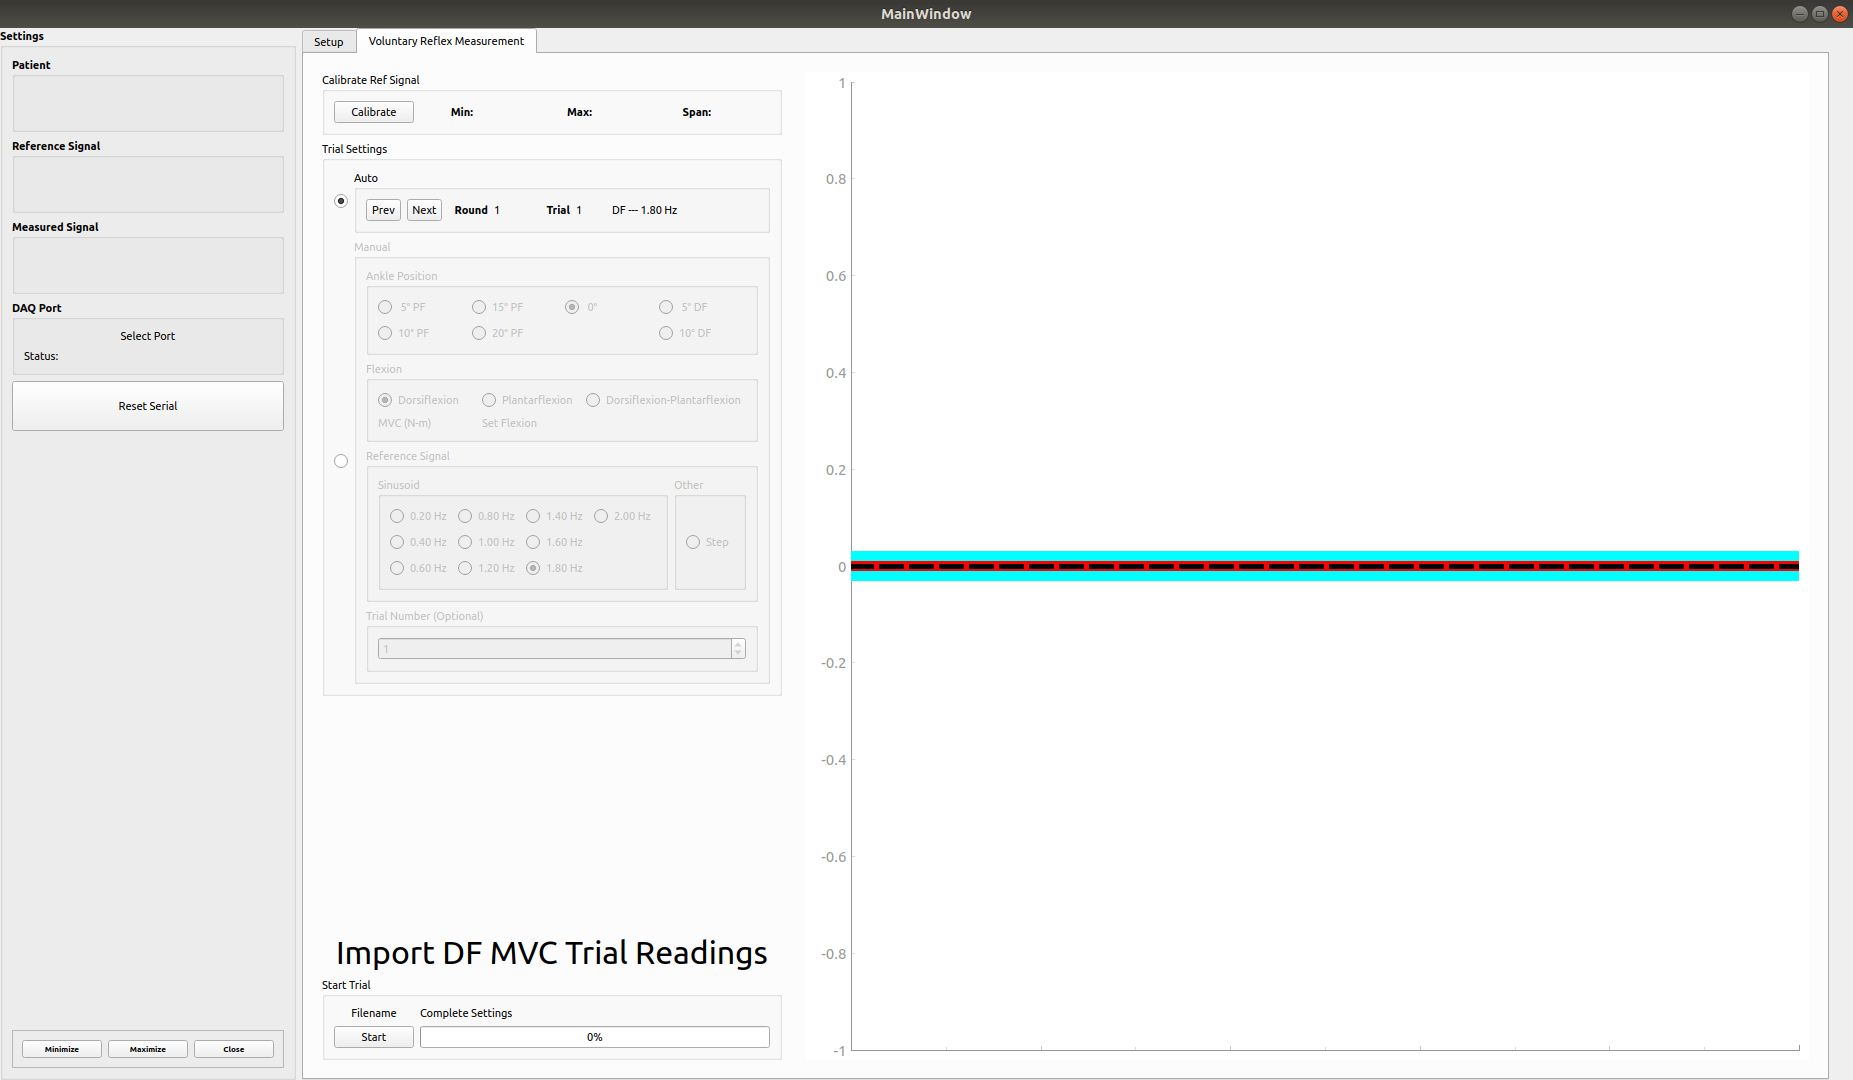 MainWindow
Settings
Patient
Reference Signal
Measured Signal
DAQ Port
Select Port
Status:
Reset Serial
Minimize Maximize Close
Setup Voluntary Reflex Measurement
Calibrate Ref Signal
Calibrate Min: Max: Span:
Trial Settings
Auto
Prev Next Round 1 Trial 1 DF --- 1.80 Hz
Manual
Ankle Position
5° PF 15° PF 0° 5° DF
10° PF 20° PF 10° DF
Flexion
Dorsiflexion Plantarflexion Dorsiflexion-Plantarflexion
MVC (N-m) Set Flexion
Reference Signal
Sinusoid Other
0.20 Hz 0.80 Hz 1.40 Hz 2.00 Hz
0.40 Hz 1.00 Hz 1.60 Hz Step
0.60 Hz 1.20 Hz 1.80 Hz
Trial Number (Optional)
1
Import DF MVC Trial Readings
Start Trial
Filename Complete Settings
Start 0%
1
0.8
0.6
0.4
0.2
0
-0.2
-0.4
-0.6
-0.8
-1